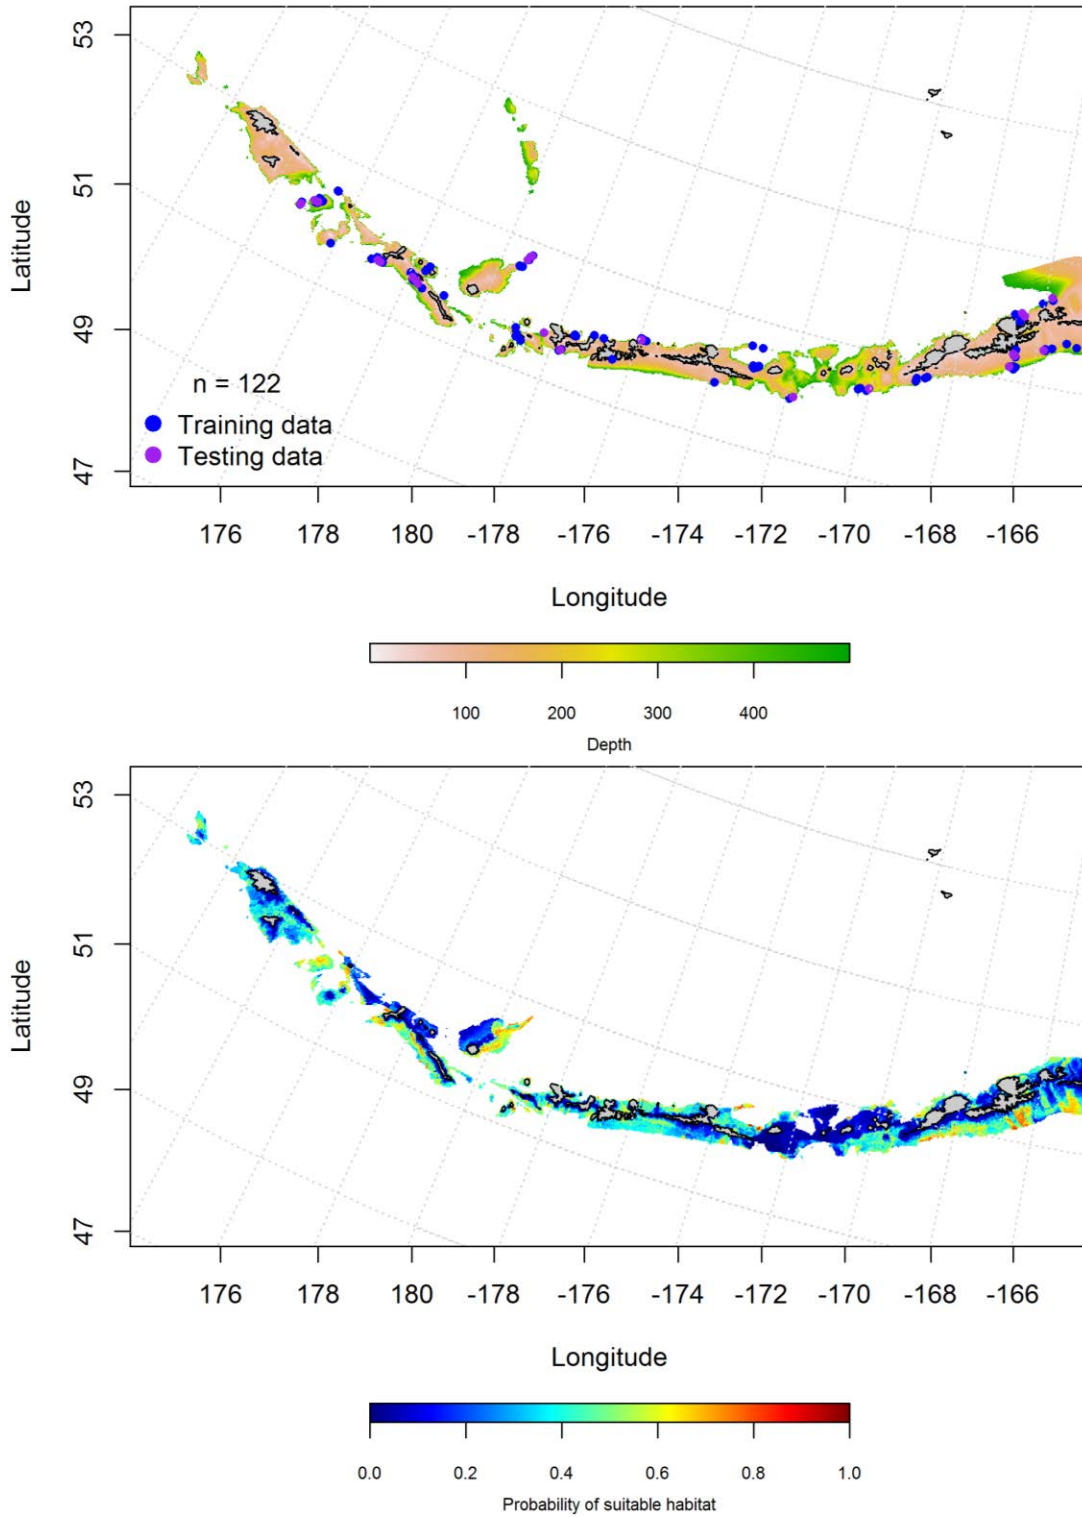 53
51
49
47
Latitude
n = 122
Training data
Testing data
176 178 180 -178 -176 -174 -172 -170 -168 -166
Longitude
100 200 300 400
Depth
53
51
49
47
Latitude
176 178 180 -178 -176 -174 -172 -170 -168 -166
Longitude
0.0 0.2 0.4 0.6 0.8 1.0
Probability of suitable habitat